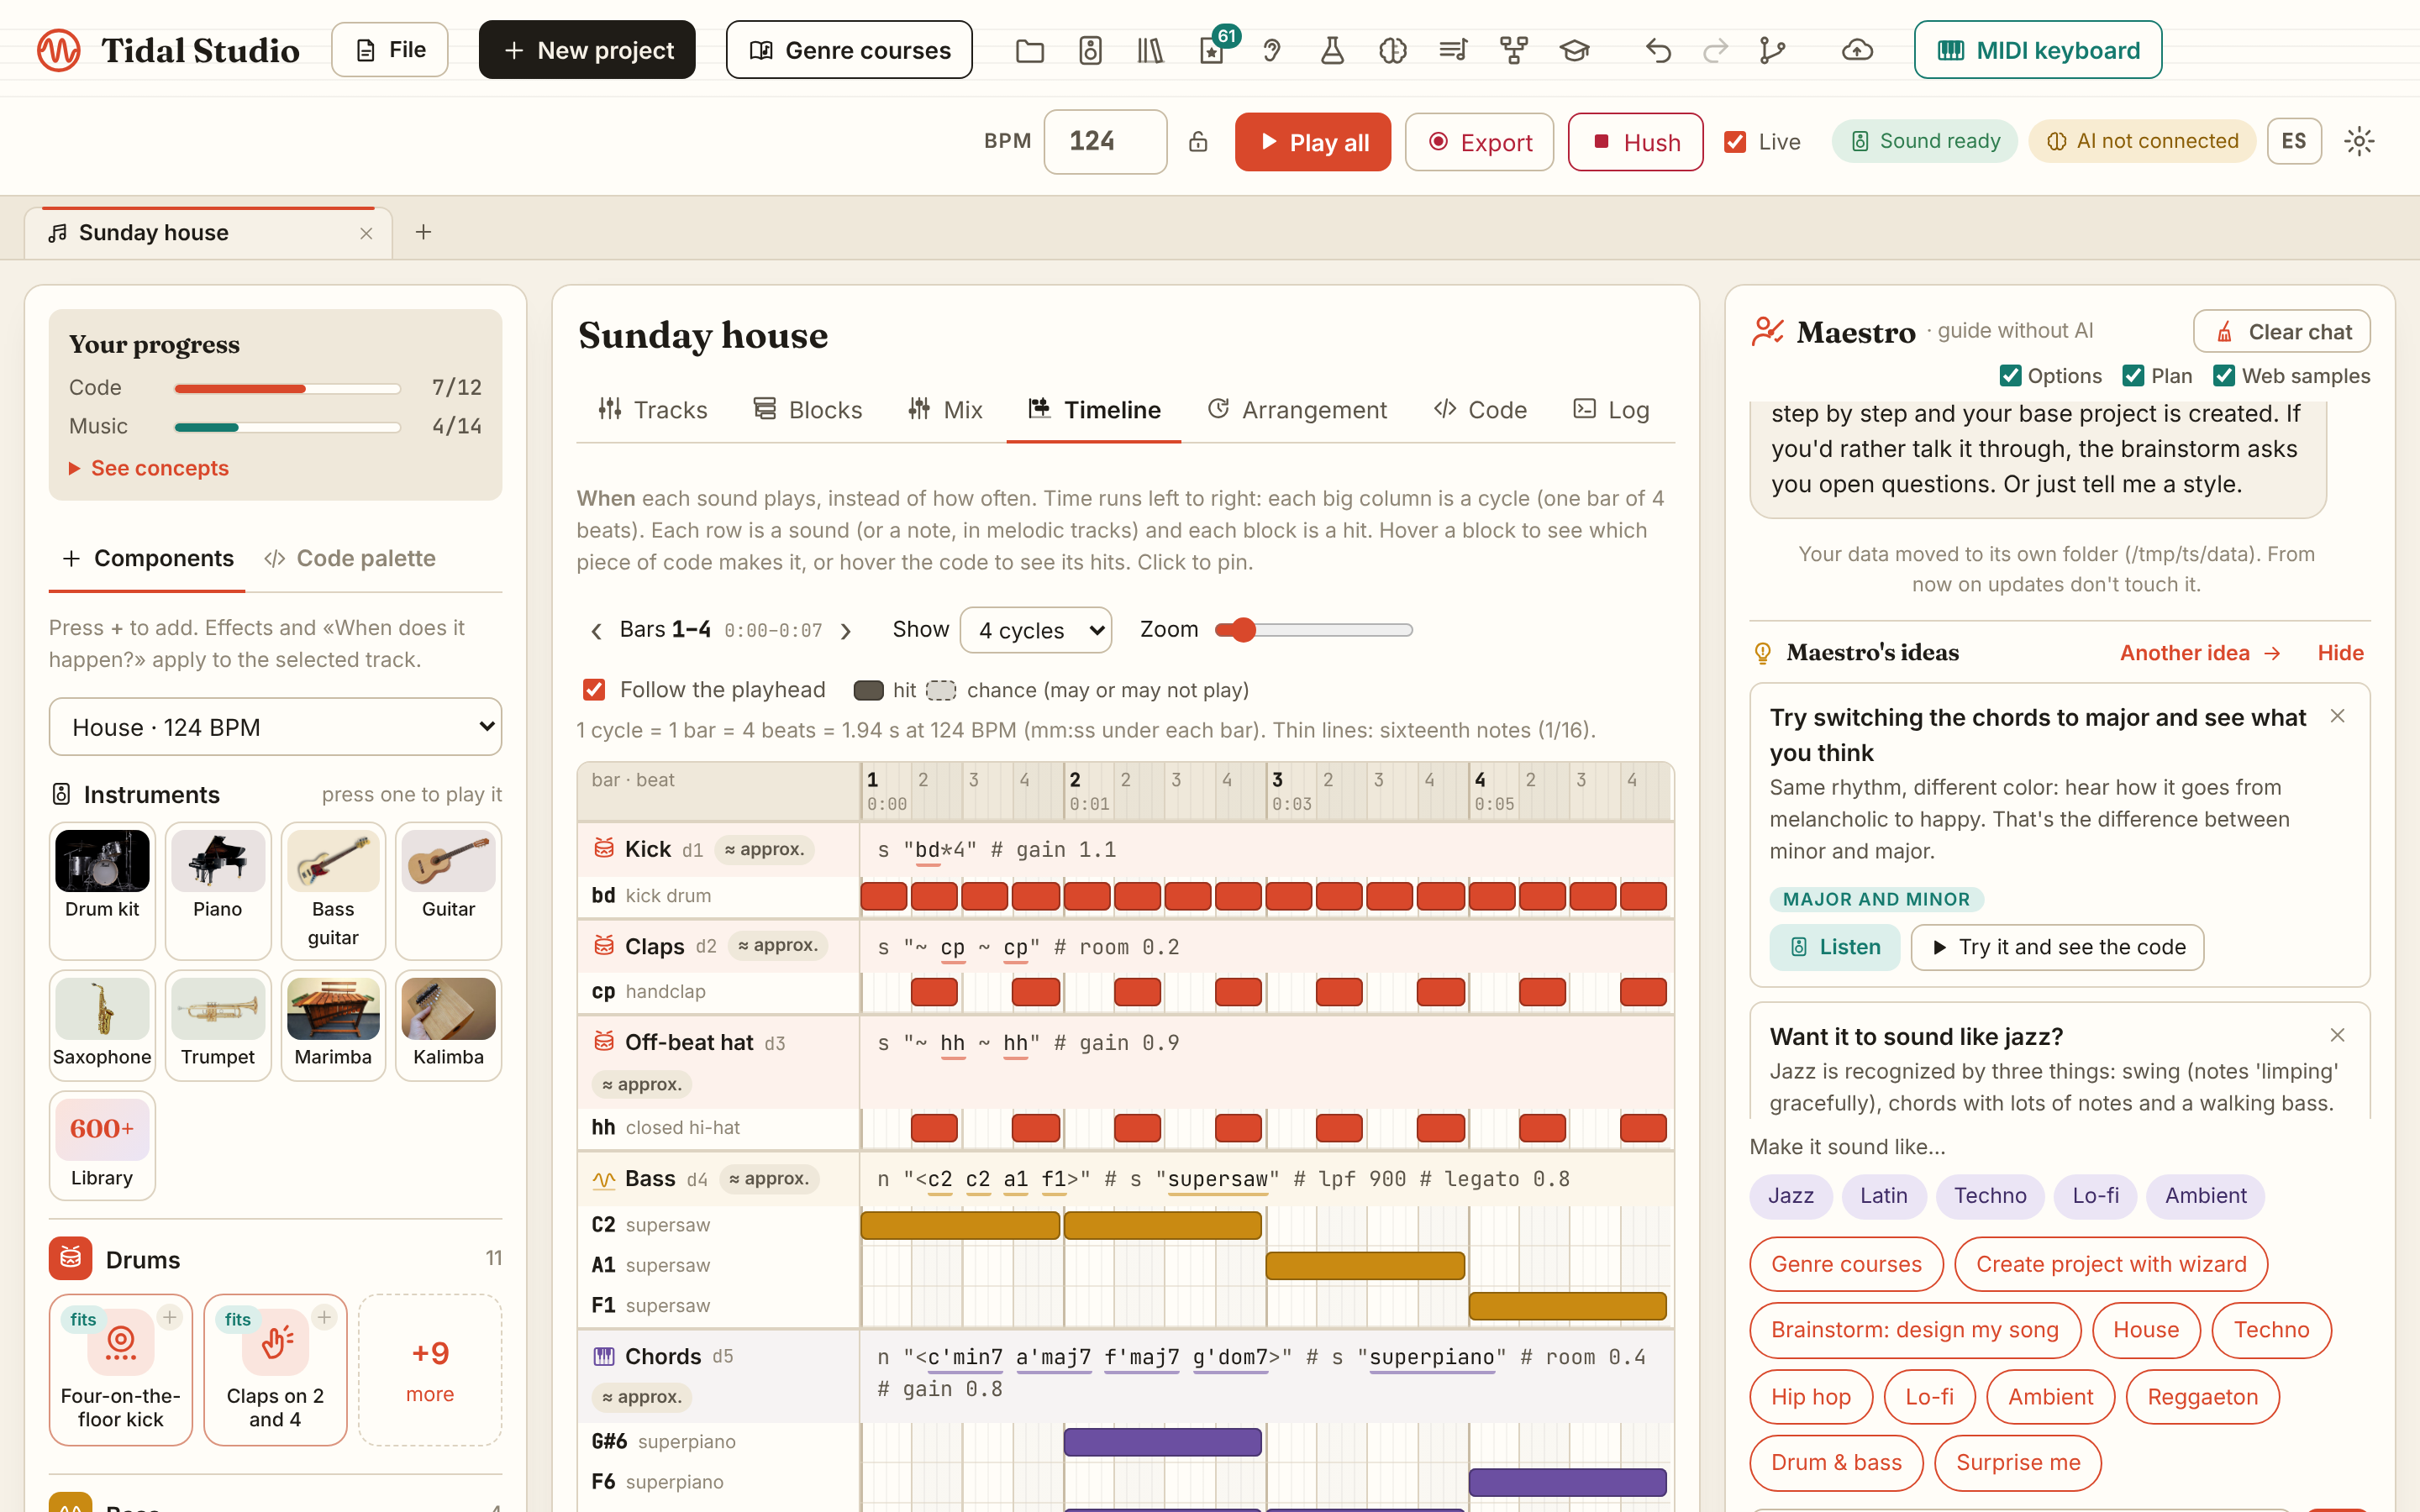 Tidal Studio
File
New project
Genre courses
61
MIDI keyboard
BPM
124
Play all
Export
Hush
Live
Sound ready
AI not connected
ES
Sunday house
Your progress
Code 7/12
Music 4/14
See concepts
Components
Code palette
Press + to add. Effects and «When does it
happen?» apply to the selected track.
House · 124 BPM
Instruments
press one to play it
Drum kit
Piano
Bass
guitar
Guitar
Saxophone
Trumpet
Marimba
Kalimba
600+
Library
Drums 11
fits
Four-on-the-
floor kick
fits
Claps on 2
and 4
+9
more
Sunday house
Tracks
Blocks
Mix
Timeline
Arrangement
Code
Log
When each sound plays, instead of how often. Time runs left to right: each big column is a cycle (one bar of 4
beats). Each row is a sound (or a note, in melodic tracks) and each block is a hit. Hover a block to see which
piece of code makes it, or hover the code to see its hits. Click to pin.
Bars 1–4 0:00–0:07
Show 4 cycles
Zoom
Follow the playhead
hit
chance (may or may not play)
1 cycle = 1 bar = 4 beats = 1.94 s at 124 BPM (mm:ss under each bar). Thin lines: sixteenth notes (1/16).
bar · beat 1 2 3 4 2 2 3 4 3 2 3 4 4 2 3 4
0:00 0:01 0:03 0:05
Kick d1 ≈ approx. s "bd*4" # gain 1.1
bd kick drum
Claps d2 ≈ approx. s "~ cp ~ cp" # room 0.2
cp handclap
Off-beat hat d3 s "~ hh ~ hh" # gain 0.9
≈ approx.
hh closed hi-hat
Bass d4 ≈ approx. n "<c2 c2 a1 f1>" # s "supersaw" # lpf 900 # legato 0.8
C2 supersaw
A1 supersaw
F1 supersaw
Chords d5 n "<c'min7 a'maj7 f'maj7 g'dom7>" # s "superpiano" # room 0.4
≈ approx. # gain 0.8
G#6 superpiano
F6 superpiano
Maestro · guide without AI
Clear chat
Options
Plan
Web samples
step by step and your base project is created. If
you'd rather talk it through, the brainstorm asks
you open questions. Or just tell me a style.
Your data moved to its own folder (/tmp/ts/data). From
now on updates don't touch it.
Maestro's ideas
Another idea →
Hide
Try switching the chords to major and see what
you think
Same rhythm, different color: hear how it goes from
melancholic to happy. That's the difference between
minor and major.
MAJOR AND MINOR
Listen
Try it and see the code
Want it to sound like jazz?
Jazz is recognized by three things: swing (notes 'limping'
gracefully), chords with lots of notes and a walking bass.
Make it sound like...
Jazz
Latin
Techno
Lo-fi
Ambient
Genre courses
Create project with wizard
Brainstorm: design my song
House
Techno
Hip hop
Lo-fi
Ambient
Reggaeton
Drum & bass
Surprise me